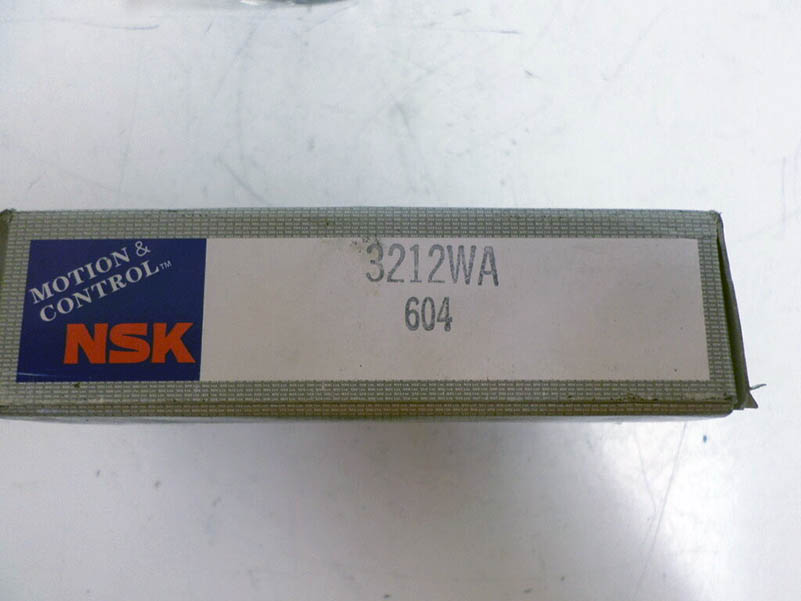 MOTION &
CONTROL™
NSK
3212WA
604